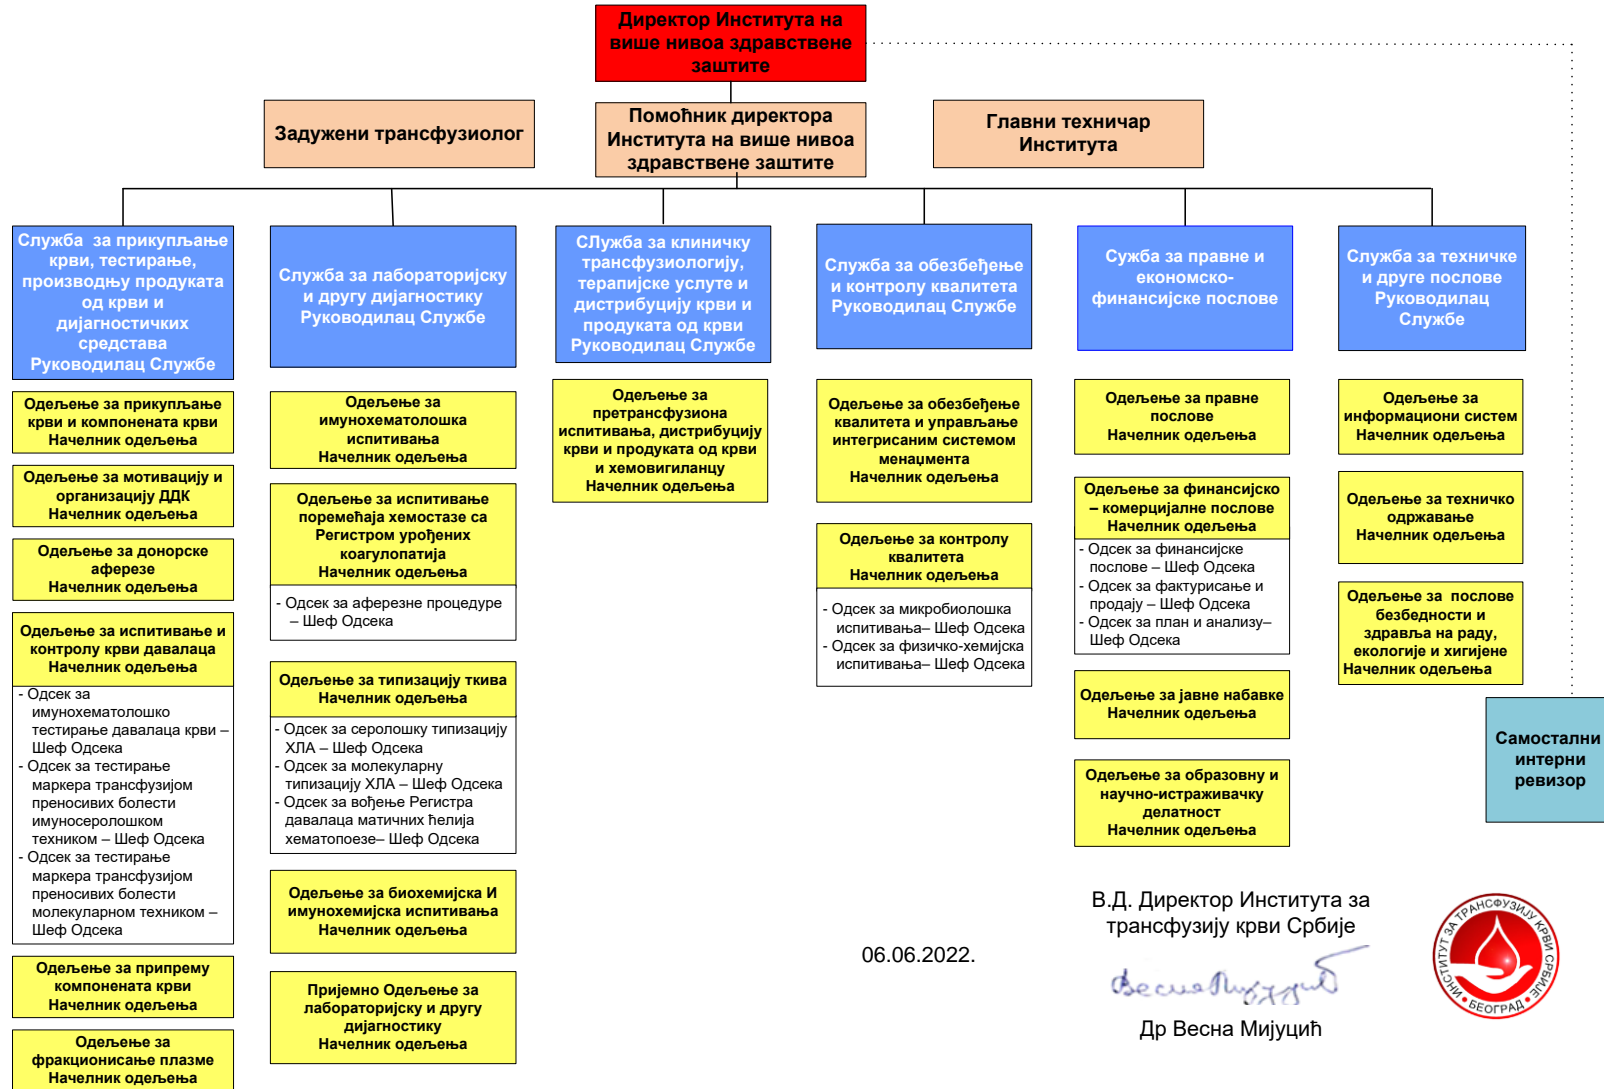 Директор Института на
више нивоа здравствене
заштите
Задужени трансфузиолог
Помоћник директора
Института на више нивоа
здравствене заштите
Главни техничар
Института
Служба за прикупљање
крви, тестирање,
производњу продуката
од крви и
дијагностичких
средстава
Руководилац Службе
Служба за лабораторијску
и другу дијагностику
Руководилац Службе
СЛужба за клиничку
трансфузиологију,
терапијске услуте и
дистрибуцију крви и
продуката од крви
Руководилац Службе
Служба за обезбеђење
и контролу квалитета
Руководилац Службе
Сужба за правне и
економско-
финансијске послове
Служба за техничке
и друге послове
Руководилац
Службе
Одељење за прикупљање
крви и компонената крви
Начелник одељења
Одељење за мотивацију и
организацију ДДК
Начелник одељења
Одељење за донорске
аферезе
Начелник одељења
Одељење за испитивање и
контролу крви давалаца
Начелник одељења
- Одсек за
имунохематолошко
тестирање давалаца крви –
Шеф Одсека
- Одсек за тестирање
маркера трансфузијом
преносивих болести
имуносеролошком
техником – Шеф Одсека
- Одсек за тестирање
маркера трансфузијом
преносивих болести
молекуларном техником –
Шеф Одсека
Одељење за припрему
компонената крви
Начелник одељења
Одељење за
фракционисање плазме
Начелник одељења
Одељење за
имунохематолошка
испитивања
Начелник одељења
Одељење за испитивање
поремећаја хемостазе са
Регистром урођених
коагулопатија
Начелник одељења
- Одсек за аферезне процедуре
– Шеф Одсека
Одељење за типизацију ткива
Начелник одељења
- Одсек за серолошку типизацију
ХЛА – Шеф Одсека
- Одсек за молекуларну
типизацију ХЛА – Шеф Одсека
- Одсек за вођење Регистра
давалаца матичних ћелија
хематопоезе– Шеф Одсека
Одељење за биохемијска И
имунохемијска испитивања
Начелник одељења
Пријемно Одељење за
лабораторијску и другу
дијагностику
Начелник одељења
Одељење за
претрансфузиона
испитивања, дистрибуцију
крви и продуката од крви
и хемовигиланцу
Начелник одељења
Одељење за обезбеђење
квалитета и управљање
интегрисаним системом
менаџмента
Начелник одељења
Одељење за контролу
квалитета
Начелник одељења
- Одсек за микробиолошка
испитивања– Шеф Одсека
- Одсек за физичко-хемијска
испитивања– Шеф Одсека
Одељење за правне
послове
Начелник одељења
Одељење за финансијско
– комерцијалне послове
Начелник одељења
- Одсек за финансијске
послове – Шеф Одсека
- Одсек за фактурисање и
продају – Шеф Одсека
- Одсек за план и анализу–
Шеф Одсека
Одељење за јавне набавке
Начелник одељења
Одељење за образовну и
научно-истраживачку
делатност
Начелник одељења
Одељење за
информациони систем
Начелник одељења
Одељење за техничко
одржавање
Начелник одељења
Одељење за послове
безбедности и
здравља на раду,
екологије и хигијене
Начелник одељења
Самостални
интерни
ревизор
06.06.2022.
В.Д. Директор Института за
трансфузију крви Србије
Весна Мијуцић
Др Весна Мијуцић
ИНСТИТУТ ЗА ТРАНСФУЗИЈУ КРВИ СРБИЈЕ
• БЕОГРАД •